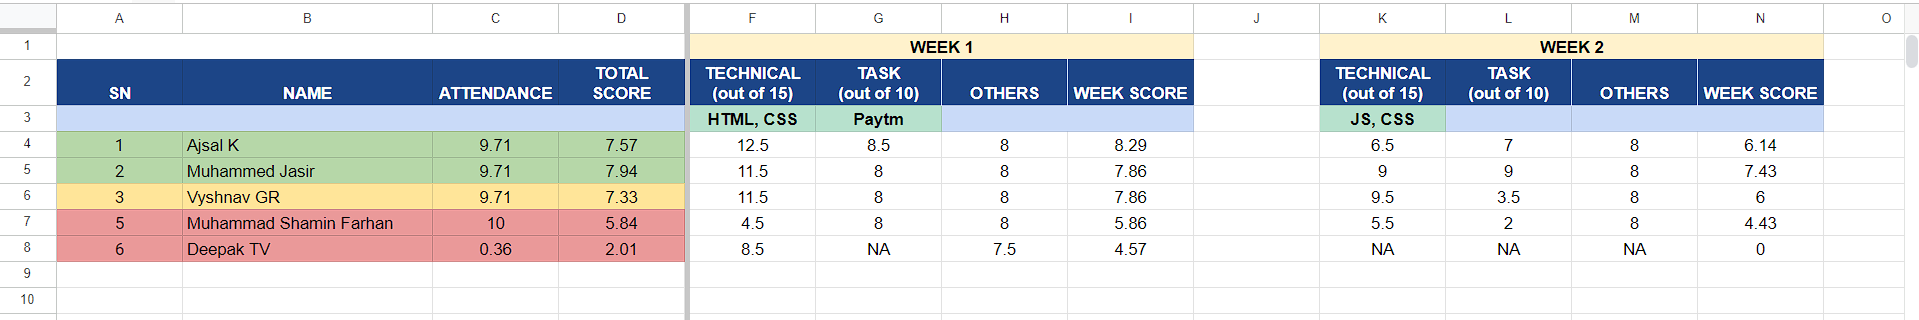 A B C D F G H I J K L M N O
1 WEEK 1 WEEK 2
2 SN NAME ATTENDANCE TOTAL SCORE TECHNICAL (out of 15) TASK (out of 10) OTHERS WEEK SCORE TECHNICAL (out of 15) TASK (out of 10) OTHERS WEEK SCORE
3 HTML, CSS Paytm JS, CSS
4 1 Ajsal K 9.71 7.57 12.5 8.5 8 8.29 6.5 7 8 6.14
5 2 Muhammed Jasir 9.71 7.94 11.5 8 8 7.86 9 9 8 7.43
6 3 Vyshnav GR 9.71 7.33 11.5 8 8 7.86 9.5 3.5 8 6
7 5 Muhammad Shamin Farhan 10 5.84 4.5 8 8 5.86 5.5 2 8 4.43
8 6 Deepak TV 0.36 2.01 8.5 NA 7.5 4.57 NA NA NA 0
9
10